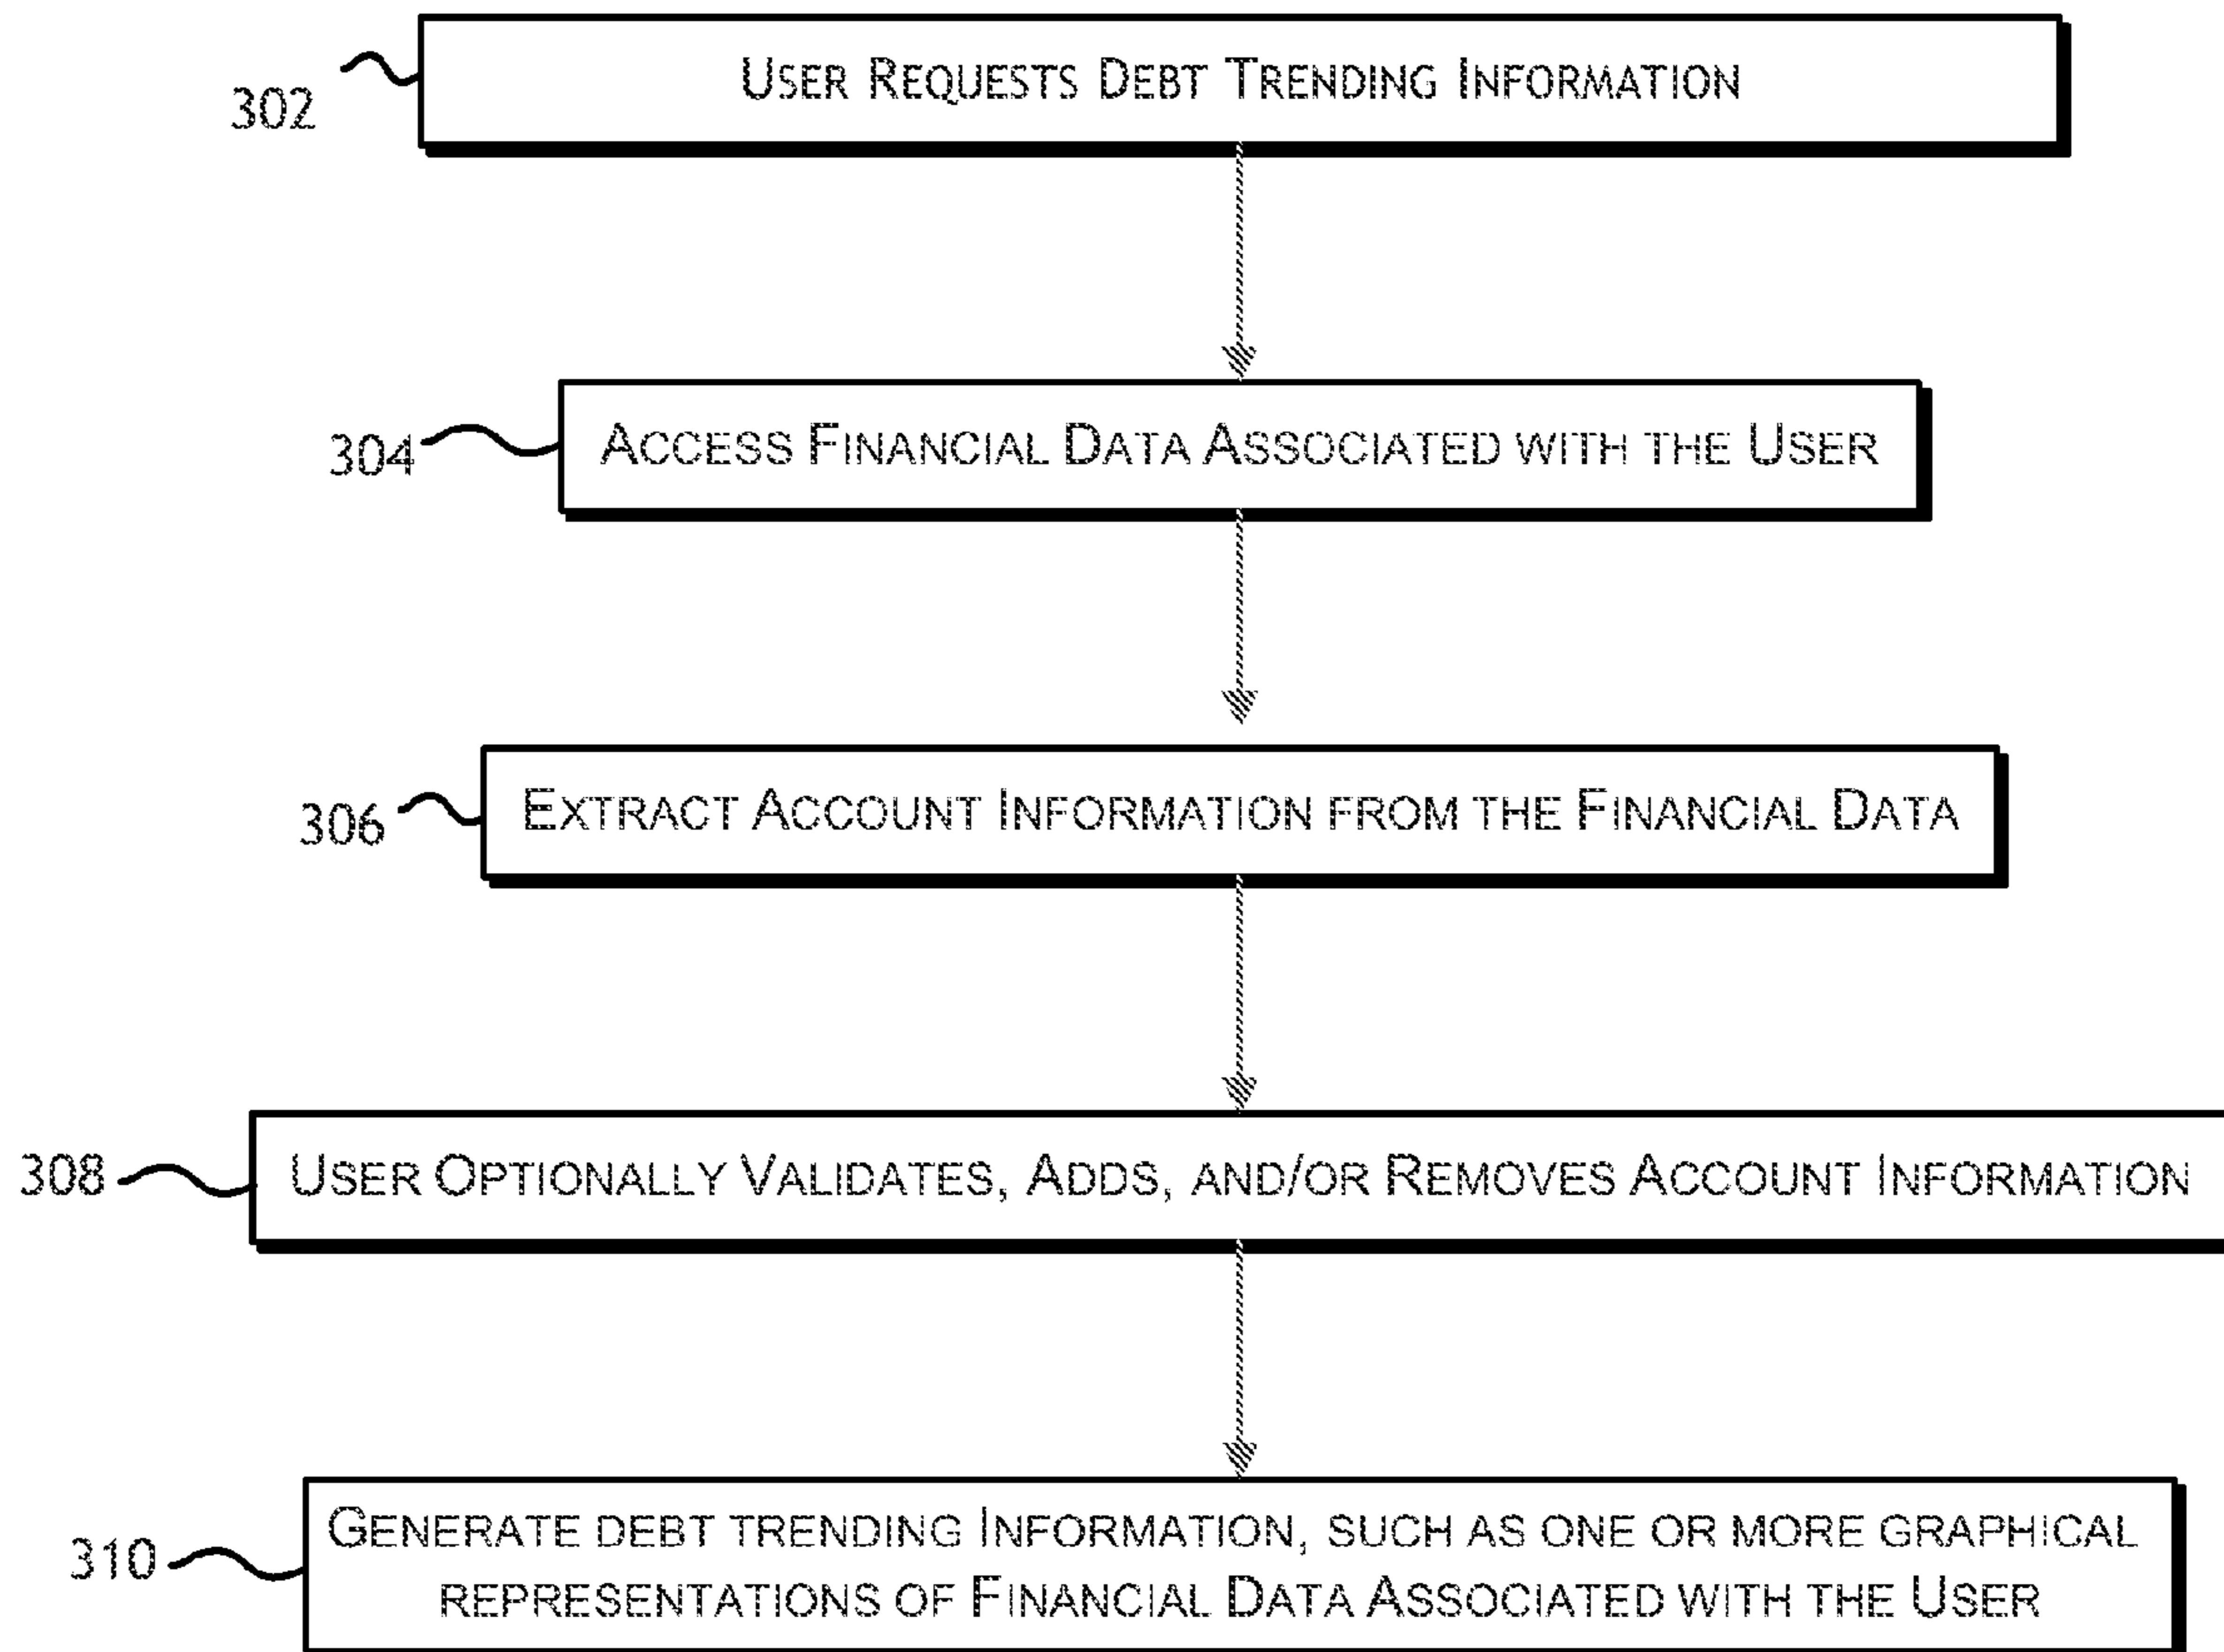 302
USER REQUESTS DEBT TRENDING INFORMATION
304
ACCESS FINANCIAL DATA ASSOCIATED WITH THE USER
306
EXTRACT ACCOUNT INFORMATION FROM THE FINANCIAL DATA
308
USER OPTIONALLY VALIDATES, ADDS, AND/OR REMOVES ACCOUNT INFORMATION
310
GENERATE DEBT TRENDING INFORMATION, SUCH AS ONE OR MORE GRAPHICAL
REPRESENTATIONS OF FINANCIAL DATA ASSOCIATED WITH THE USER